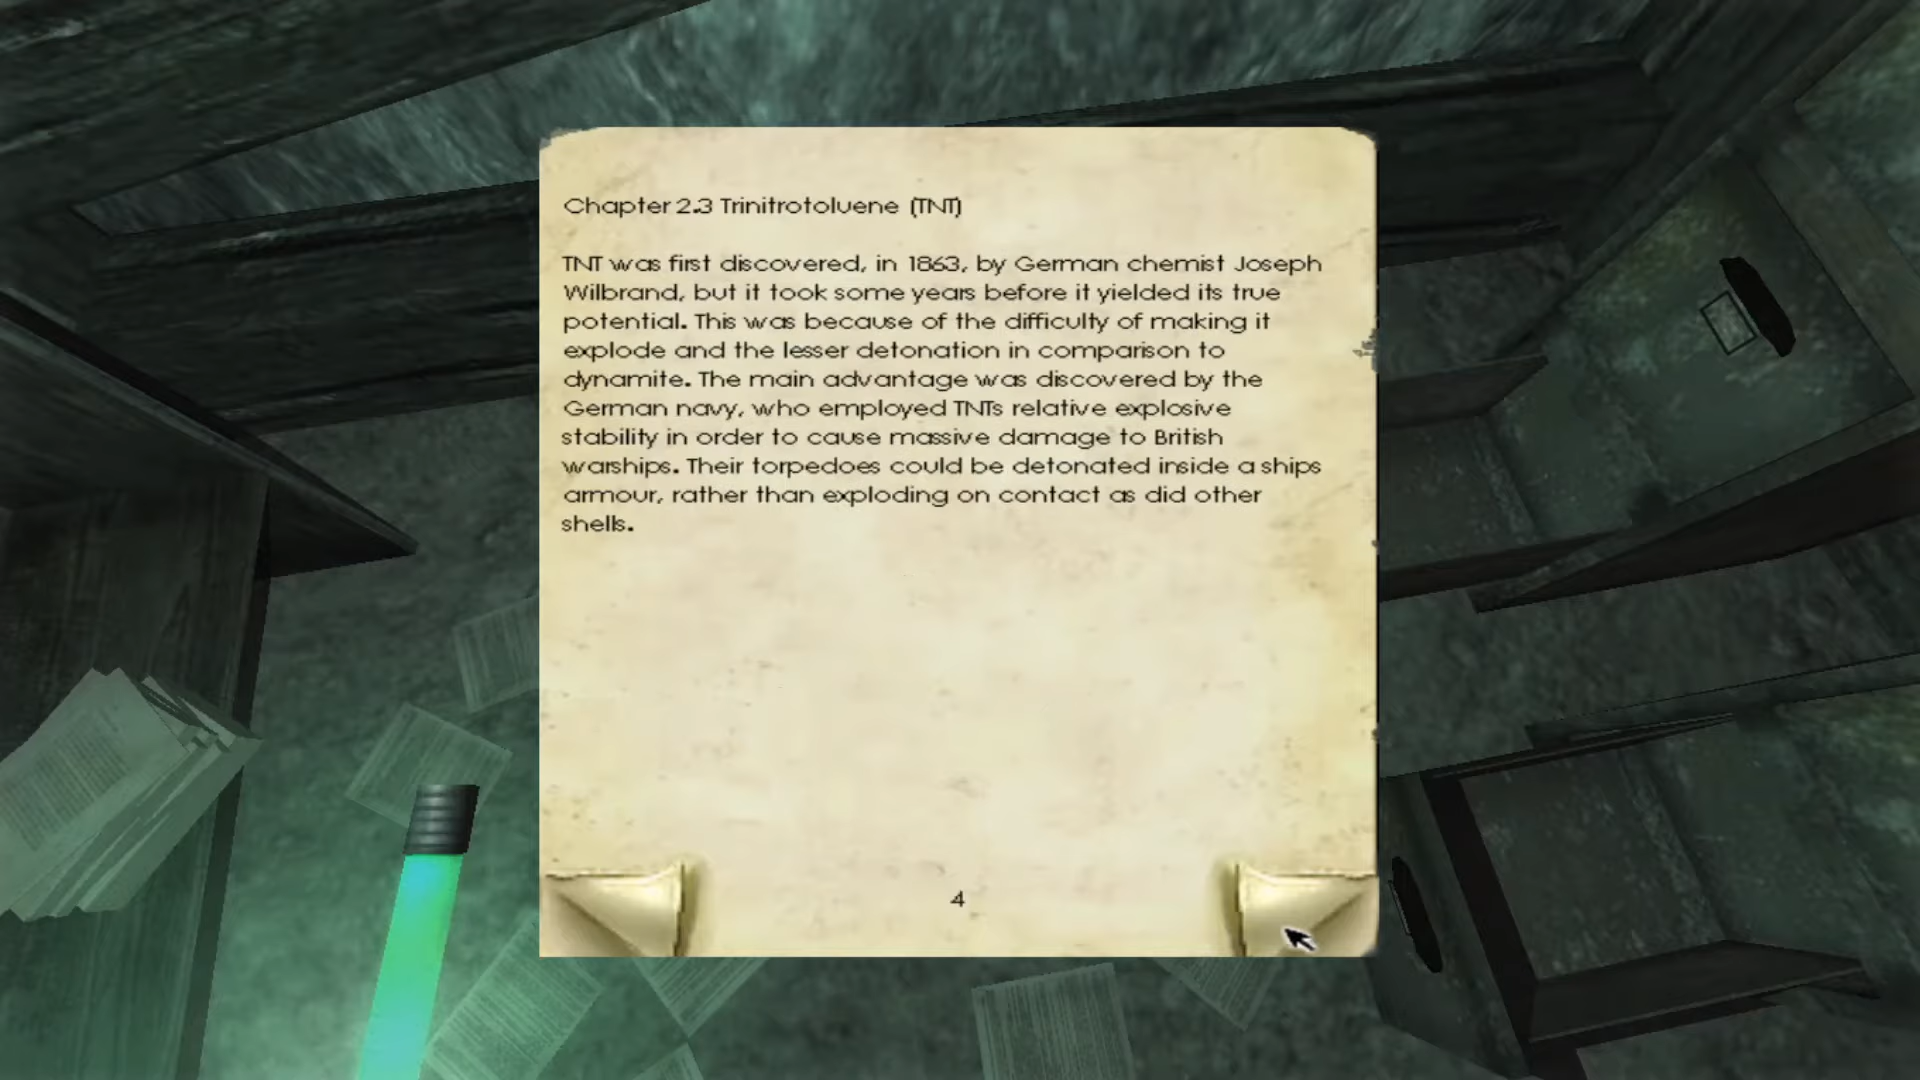 Chapter 2.3 Trinitrotoluene (TNT)
TNT was first discovered, in 1863, by German chemist Joseph
Wilbrand, but it took some years before it yielded its true
potential. This was because of the difficulty of making it
explode and the lesser detonation in comparison to
dynamite. The main advantage was discovered by the
German navy, who employed TNTs relative explosive
stability in order to cause massive damage to British
warships. Their torpedoes could be detonated inside a ships
armour, rather than exploding on contact as did other
shells.
4